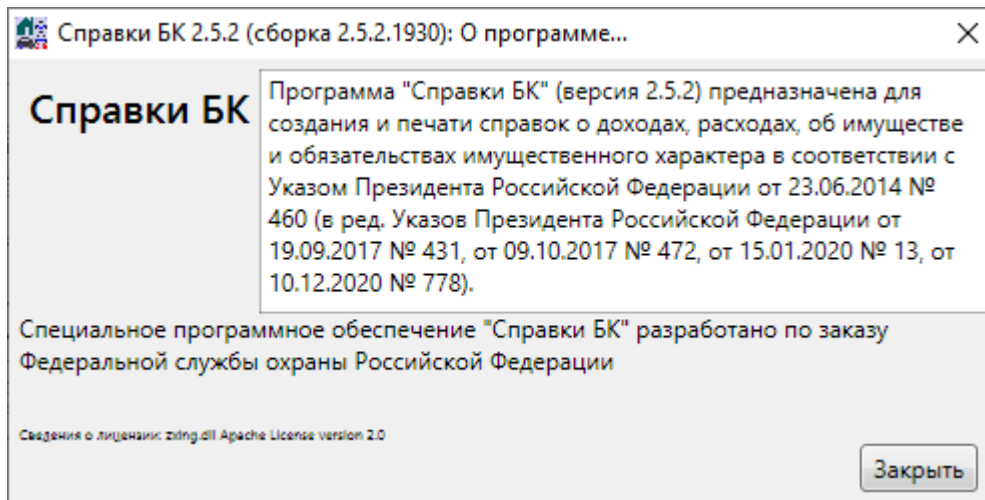 Справки БК 2.5.2 (сборка 2.5.2.1930): О программе...
Справки БК
Программа "Справки БК" (версия 2.5.2) предназначена для
создания и печати справок о доходах, расходах, об имуществе
и обязательствах имущественного характера в соответствии с
Указом Президента Российской Федерации от 23.06.2014 №
460 (в ред. Указов Президента Российской Федерации от
19.09.2017 № 431, от 09.10.2017 № 472, от 15.01.2020 № 13, от
10.12.2020 № 778).
Специальное программное обеспечение "Справки БК" разработано по заказу
Федеральной службы охраны Российской Федерации
Сведения о лицензии: zxing.dll Apache License version 2.0
Закрыть